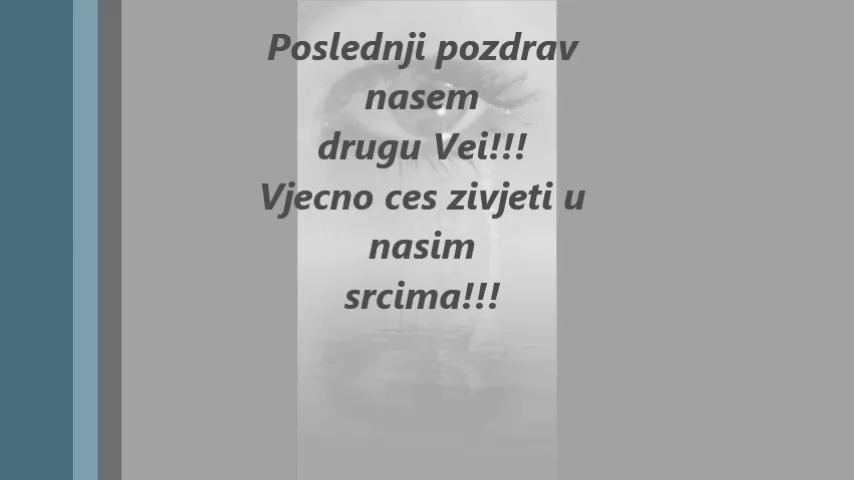 Poslednji pozdrav
nasem
drugu Vei!!!
Vjecno ces zivjeti u
nasim
srcima!!!